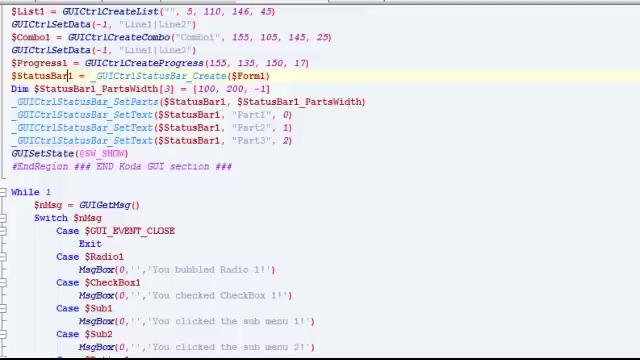 $List1 = GUICtrlCreateList("", 5, 110, 146, 45)
GUICtrlSetData(-1, "Line1|Line2")
$Combo1 = GUICtrlCreateCombo("Combo1", 155, 105, 145, 25)
GUICtrlSetData(-1, "Line1|Line2")
$Progress1 = GUICtrlCreateProgress(155, 135, 150, 17)
$StatusBar1 = _GUICtrlStatusBar_Create($Form1)
Dim $StatusBar1_PartsWidth[3] = [100, 200, -1]
_GUICtrlStatusBar_SetParts($StatusBar1, $StatusBar1_PartsWidth)
_GUICtrlStatusBar_SetText($StatusBar1, "Part1", 0)
_GUICtrlStatusBar_SetText($StatusBar1, "Part2", 1)
_GUICtrlStatusBar_SetText($StatusBar1, "Part3", 2)
GUISetState(@SW_SHOW)
#EndRegion ### END Koda GUI section ###
While 1
$nMsg = GUIGetMsg()
Switch $nMsg
Case $GUI_EVENT_CLOSE
Exit
Case $Radio1
MsgBox(0,'','You bubbled Radio 1!')
Case $CheckBox1
MsgBox(0,'','You checked CheckBox 1!')
Case $Sub1
MsgBox(0,'','You clicked the sub menu 1!')
Case $Sub2
MsgBox(0,'','You clicked the sub menu 2!')